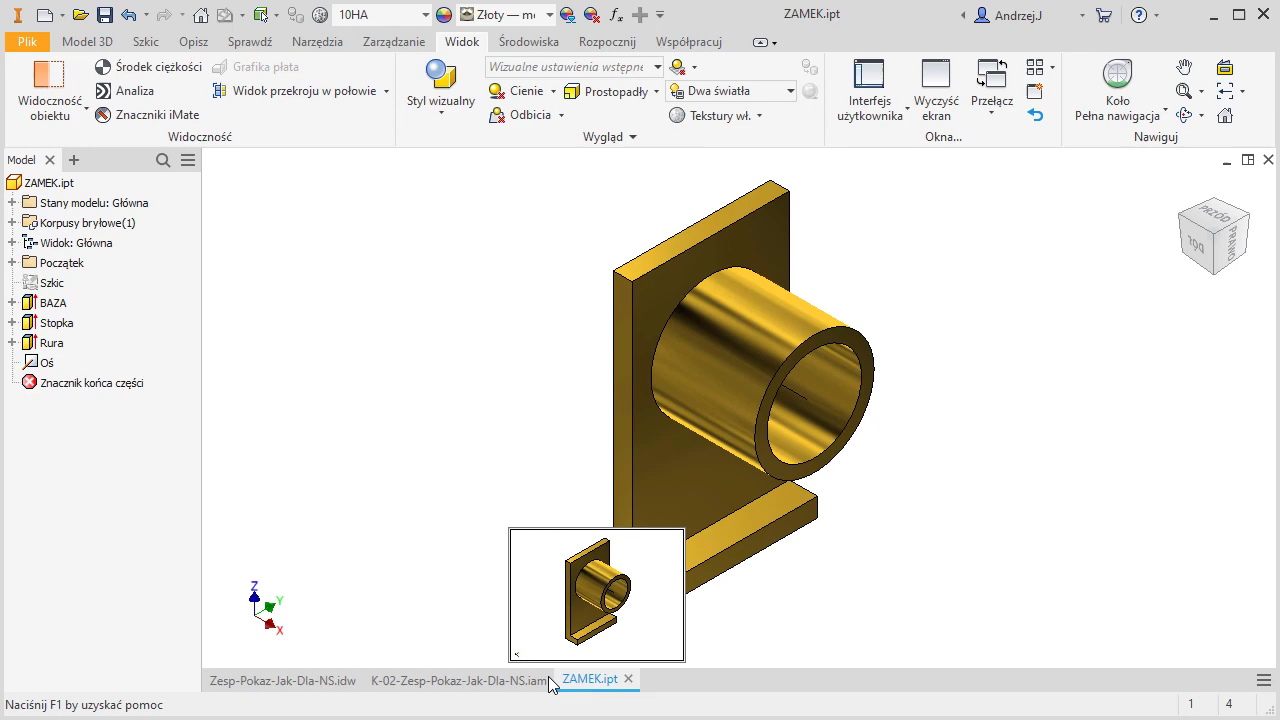 10HA
Złoty — me
ZAMEK.ipt
AndrzejJ
Plik
Model 3D
Szkic
Opisz
Sprawdź
Narzędzia
Zarządzanie
Widok
Środowiska
Rozpocznij
Współpracuj
Widoczność
obiektu
Środek ciężkości
Analiza
Znaczniki iMate
Grafika płata
Widok przekroju w połowie
Widoczność
Styl wizualny
Wizualne ustawienia wstępne
Cienie
Odbicia
Prostopadły
Dwa światła
Tekstury wł.
Wygląd
Interfejs
użytkownika
Wyczyść
ekran
Przełącz
Okna...
Koło
Pełna nawigacja
Nawiguj
Model
ZAMEK.ipt
Stany modelu: Główna
Korpusy bryłowe(1)
Widok: Główna
Początek
Szkic
BAZA
Stopka
Rura
Oś
Znacznik końca części
PRZÓD
DÓŁ
PRAWO
Z
Y
X
Zesp-Pokaz-Jak-Dla-NS.idw
K-02-Zesp-Pokaz-Jak-Dla-NS.iam
ZAMEK.ipt
Naciśnij F1 by uzyskać pomoc
1
4